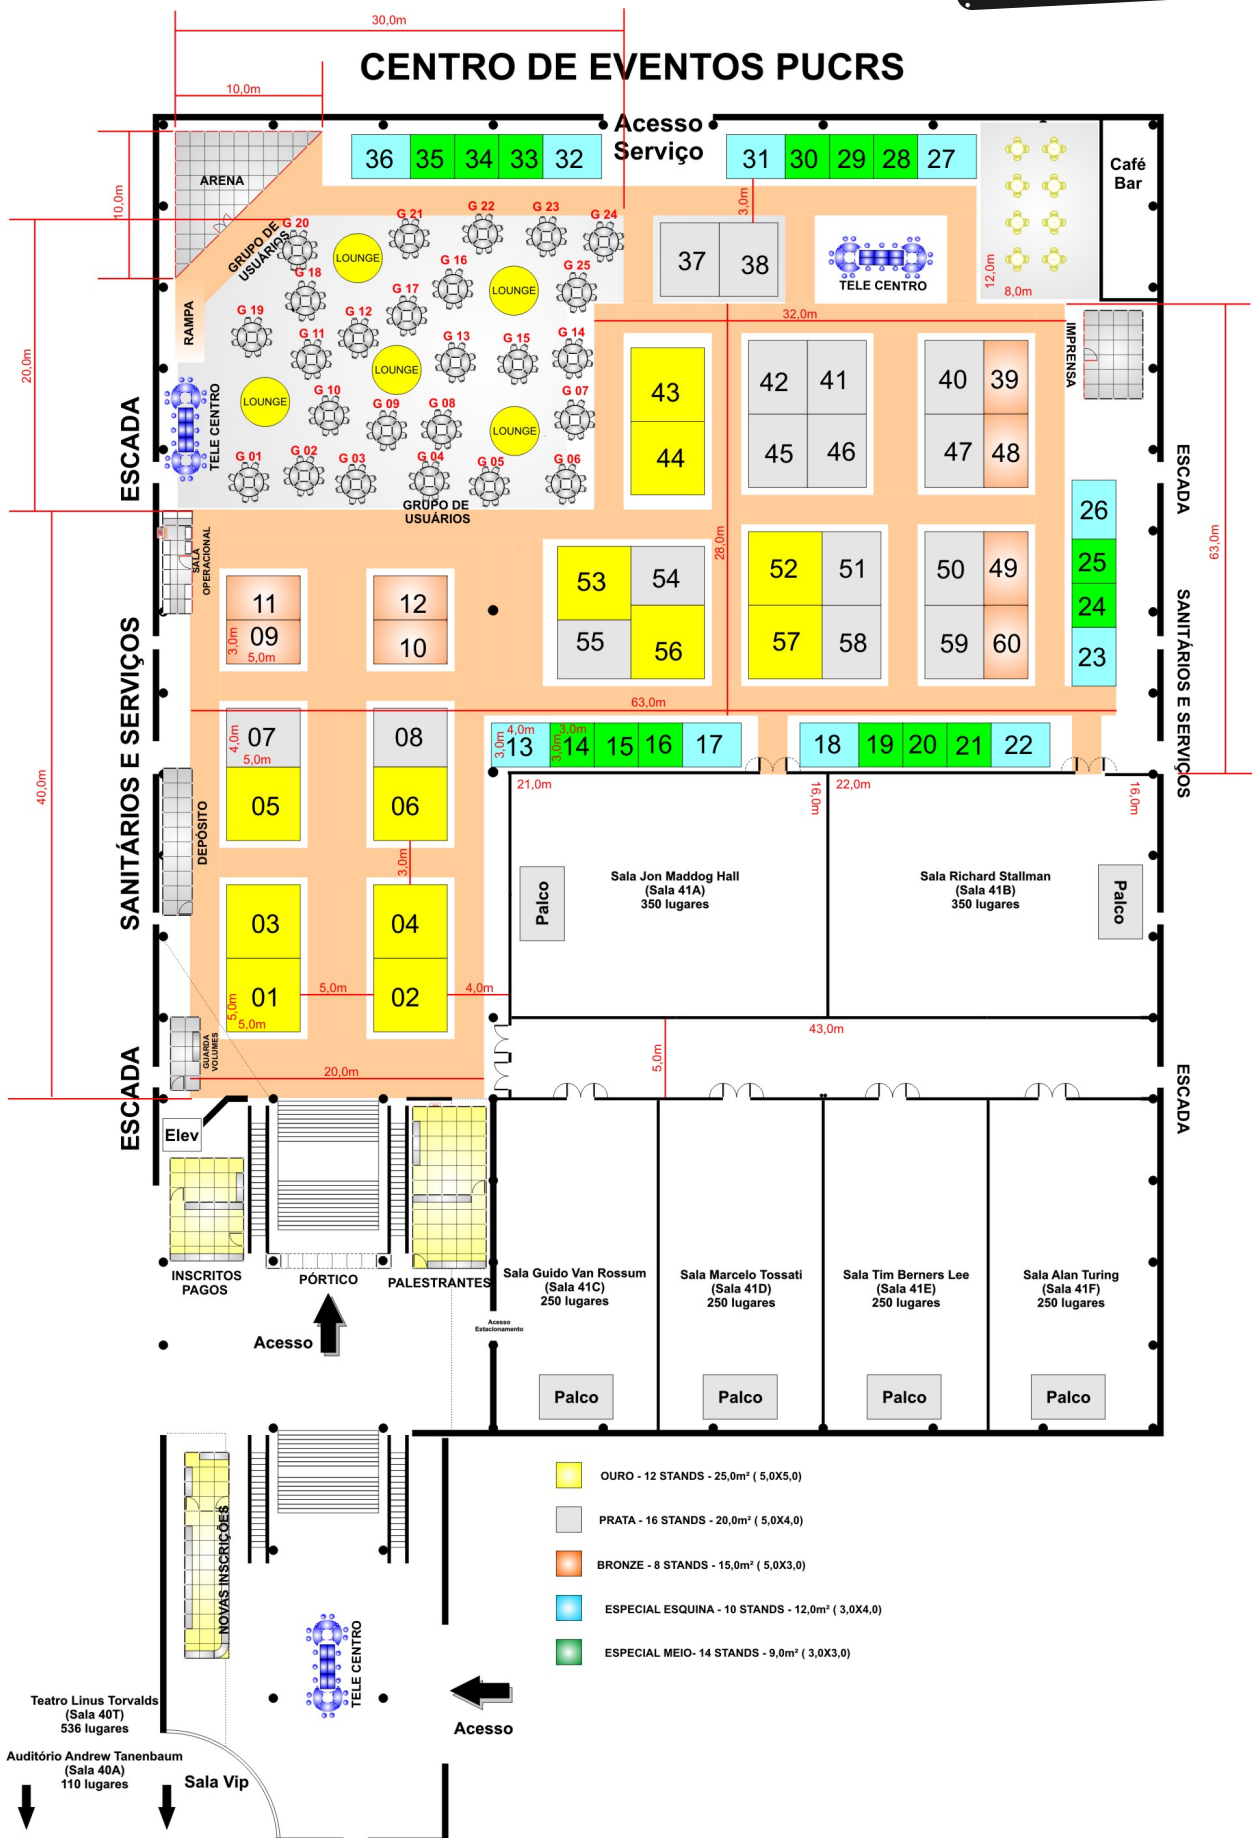 30,0m
CENTRO DE EVENTOS PUCRS
10,0m
Acesso
Serviço
36 35 34 33 32
31 30 29 28 27
Café
Bar
ARENA
10,0m
GRUPO DE
USUÁRIOS
RAMPA
G 20
G 21
G 22
G 23
G 24
LOUNGE
G 18
G 16
G 25
LOUNGE
G 17
G 19
G 12
G 11
G 13
G 15
G 14
LOUNGE
LOUNGE
G 10
G 09
G 08
G 07
LOUNGE
G 01
G 02
G 03
G 04
G 05
G 06
GRUPO DE
USUÁRIOS
TELE CENTRO
20,0m
ESCADA
3,0m
37 38
TELE CENTRO
12,0m
8,0m
32,0m
IMPRENSA
43
44
42 41
45 46
40 39
47 48
ESCADA
26
25
24
23
63,0m
28,0m
SALA
OPERACIONAL
11
09
3,0m
5,0m
12
10
53 54
55 56
52 51
57 58
50 49
59 60
SANITÁRIOS E SERVIÇOS
SANITÁRIOS E SERVIÇOS
63,0m
07
4,0m
5,0m
08
05
06
3,0m
4,0m 3,0m
3,0m
3,0m
13 14 15 16 17
18 19 20 21 22
40,0m
DEPÓSITO
21,0m
16,0m
22,0m
16,0m
Palco
Sala Jon Maddog Hall
(Sala 41A)
350 lugares
Sala Richard Stallman
(Sala 41B)
350 lugares
Palco
03
04
01
02
5,0m
5,0m
5,0m
4,0m
GUARDA
VOLUMES
20,0m
5,0m
43,0m
ESCADA
ESCADA
Elev
INSCRITOS
PAGOS
PÓRTICO
PALESTRANTES
Acesso
Acesso
Estacionamento
Sala Guido Van Rossum
(Sala 41C)
250 lugares
Sala Marcelo Tossati
(Sala 41D)
250 lugares
Sala Tim Berners Lee
(Sala 41E)
250 lugares
Sala Alan Turing
(Sala 41F)
250 lugares
Palco
Palco
Palco
Palco
OURO - 12 STANDS - 25,0m² ( 5,0X5,0)
PRATA - 16 STANDS - 20,0m² ( 5,0X4,0)
BRONZE - 8 STANDS - 15,0m² ( 5,0X3,0)
ESPECIAL ESQUINA - 10 STANDS - 12,0m² ( 3,0X4,0)
ESPECIAL MEIO- 14 STANDS - 9,0m² ( 3,0X3,0)
NOVAS INSCRIÇÕES
TELE CENTRO
Acesso
Teatro Linus Torvalds
(Sala 40T)
536 lugares
Auditório Andrew Tanenbaum
(Sala 40A)
110 lugares
Sala Vip